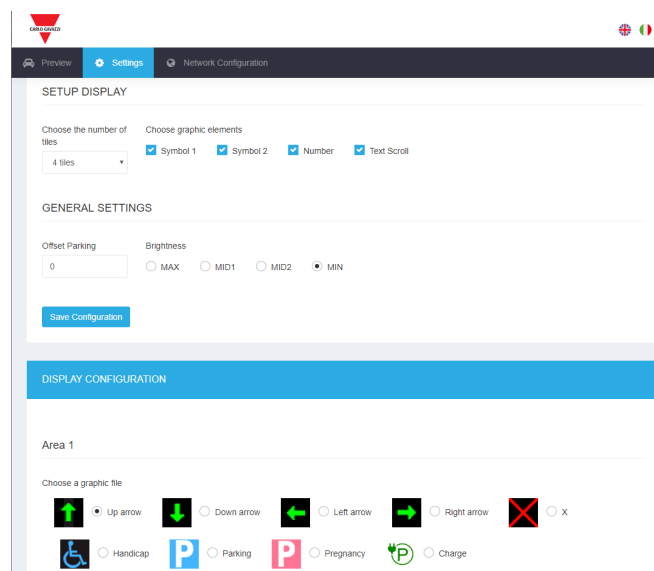 CARLO GAVAZZI
Preview Settings Network Configuration
SETUP DISPLAY
Choose the number of tiles
4 tiles
Choose graphic elements
Symbol 1 Symbol 2 Number Text Scroll
GENERAL SETTINGS
Offset Parking
0
Brightness
MAX MID1 MID2 MIN
Save Configuration
DISPLAY CONFIGURATION
Area 1
Choose a graphic file
Up arrow Down arrow Left arrow Right arrow X
Handicap P Parking P Pregnancy P Charge